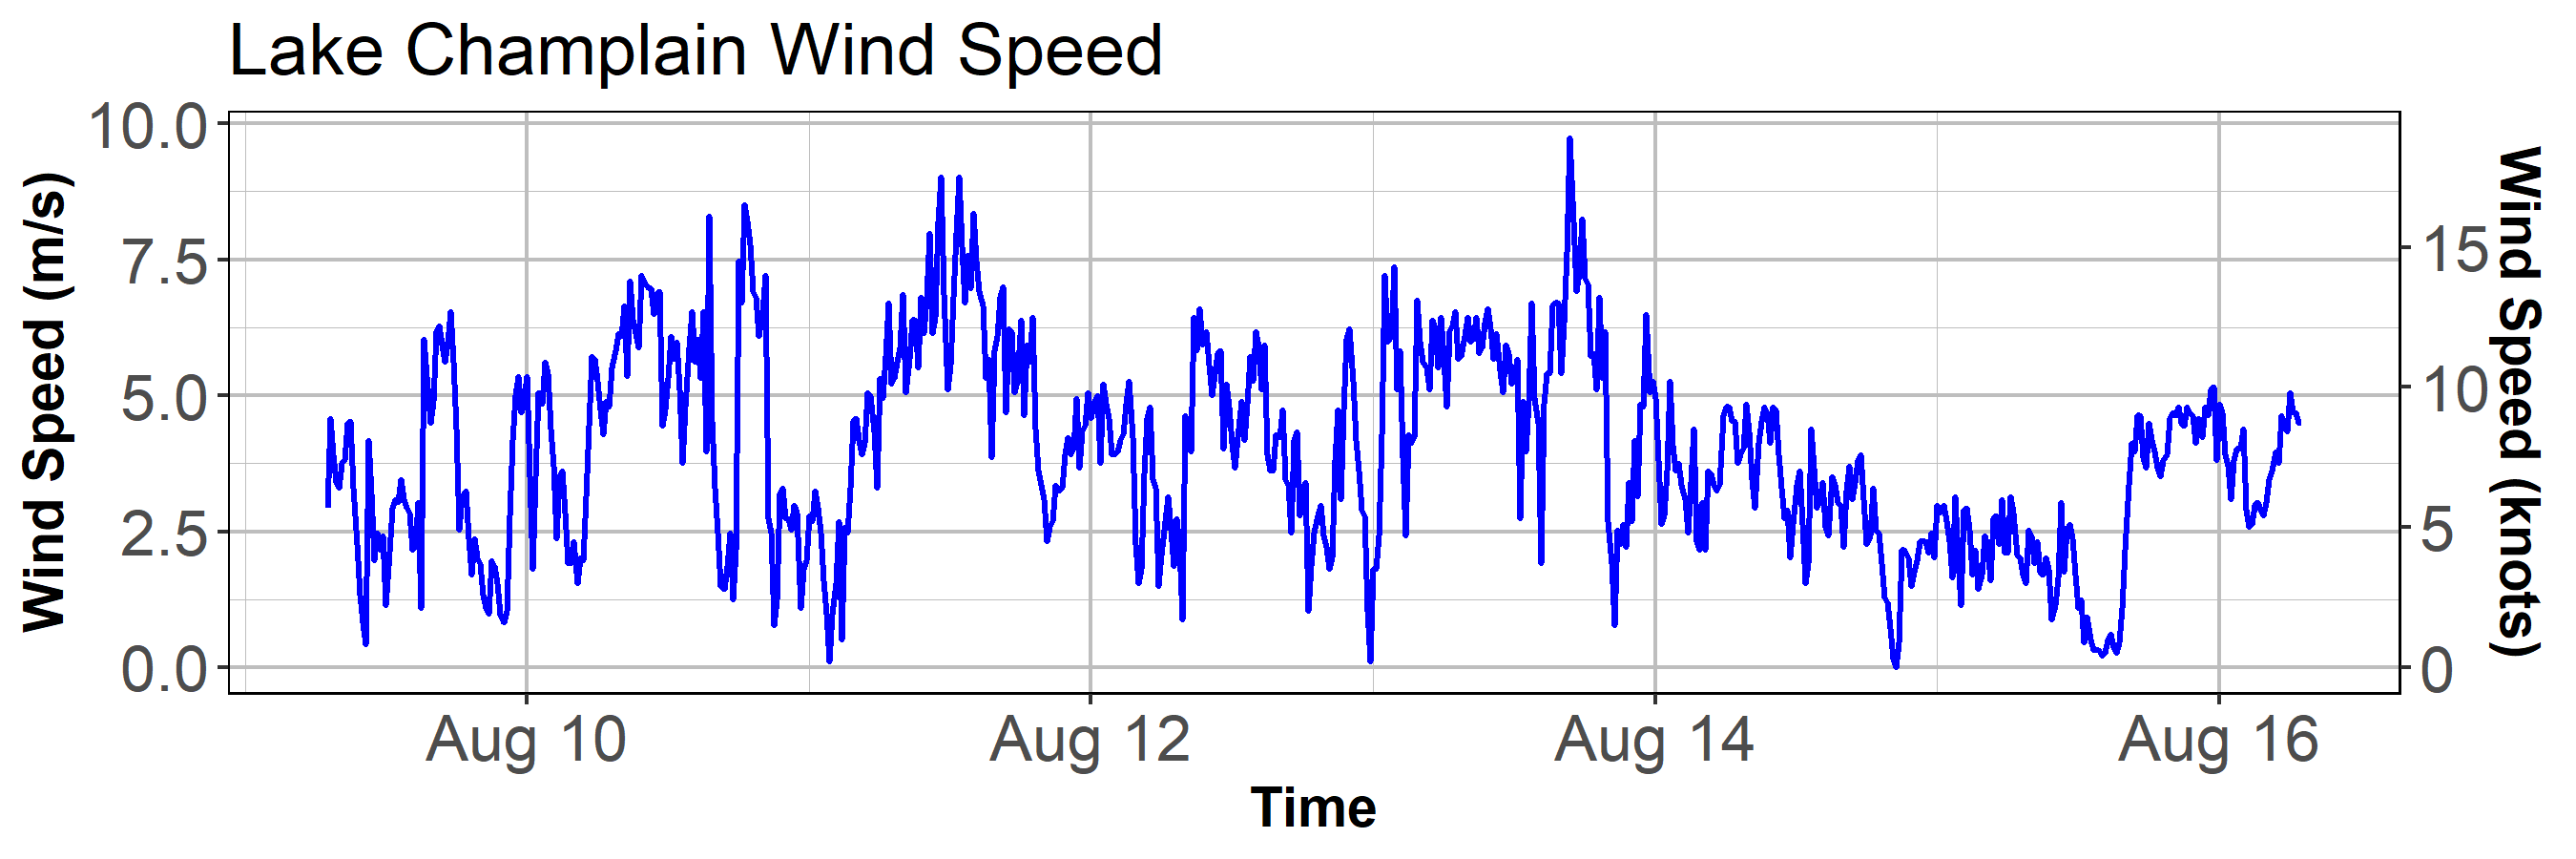 Lake Champlain Wind Speed
10.0
7.5
5.0
2.5
0.0
Wind Speed (m/s)
15
10
5
0
Wind Speed (knots)
Aug 10
Aug 12
Aug 14
Aug 16
Time